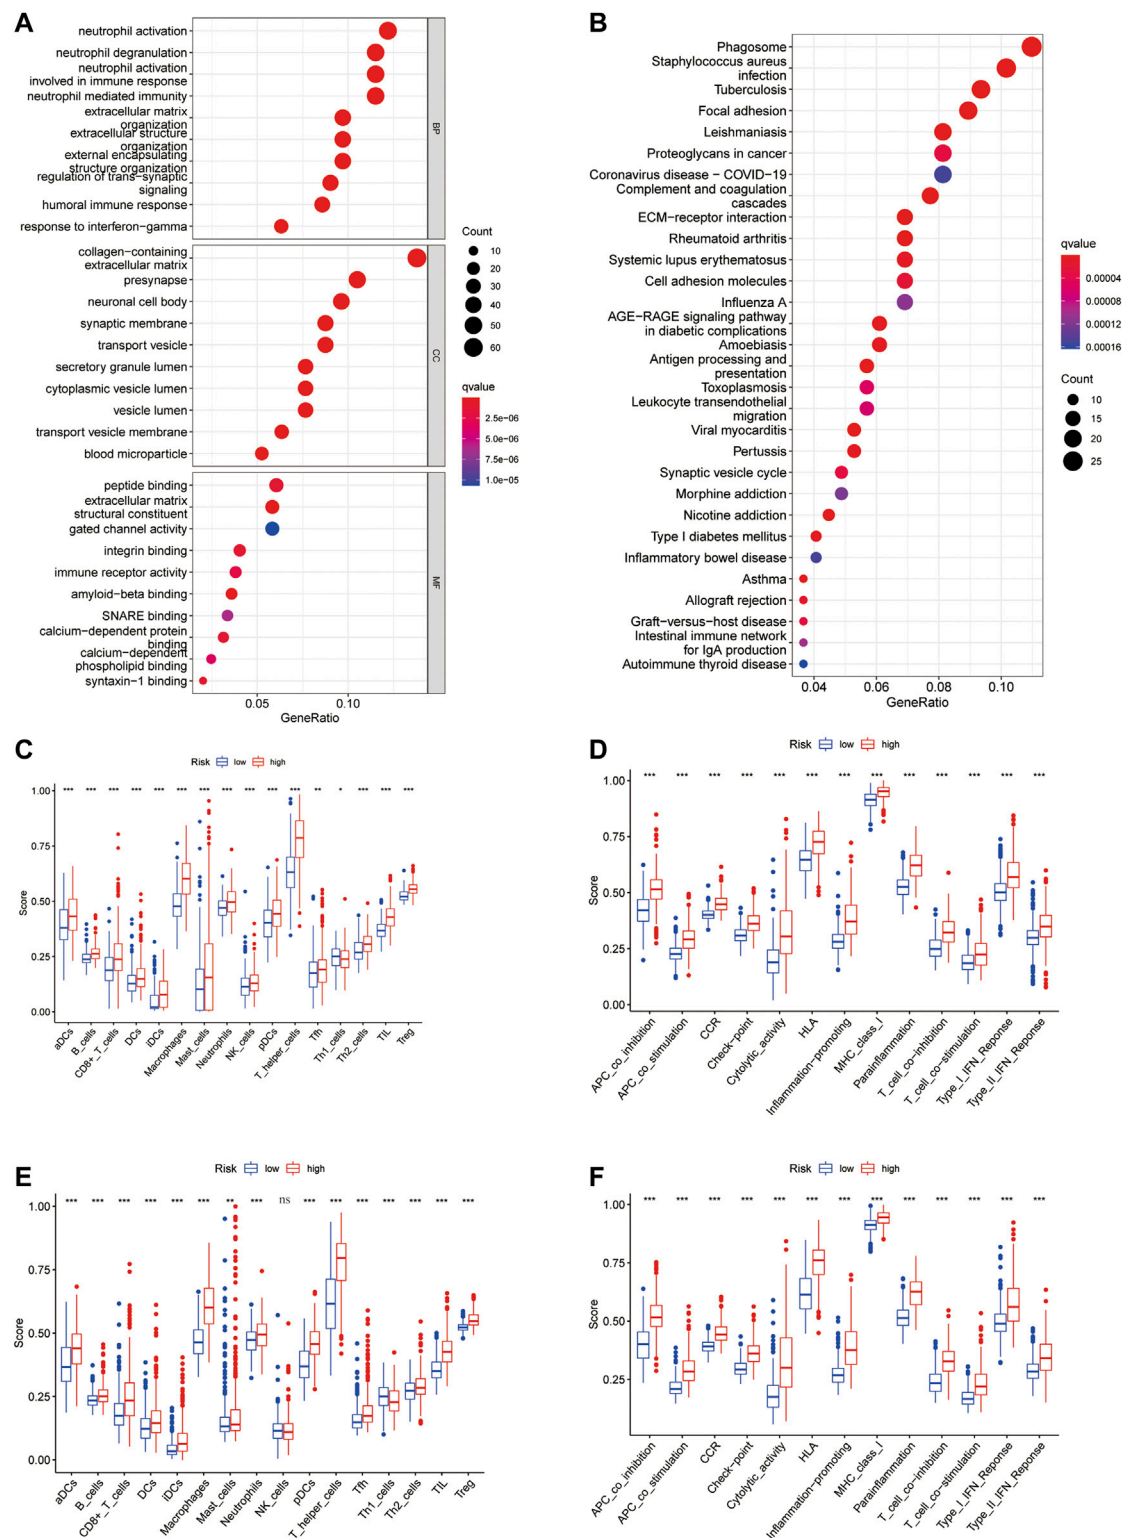 A
neutrophil activation
neutrophil degranulation
neutrophil activation
involved in immune response
neutrophil mediated immunity
extracellular matrix
organization
extracellular structure
organization
external encapsulating
structure organization
regulation of trans-synaptic
signaling
humoral immune response
response to interferon-gamma
BP
collagen-containing
extracellular matrix
presynapse
neuronal cell body
synaptic membrane
transport vesicle
secretory granule lumen
cytoplasmic vesicle lumen
vesicle lumen
transport vesicle membrane
blood microparticle
CC
peptide binding
extracellular matrix
structural constituent
gated channel activity
integrin binding
immune receptor activity
amyloid-beta binding
SNARE binding
calcium-dependent protein
binding
calcium-dependent
phospholipid binding
syntaxin-1 binding
MF
0.05
0.10
GeneRatio
Count
10
20
30
40
50
60
qvalue
2.5e-06
5.0e-06
7.5e-06
1.0e-05
B
Phagosome
Staphylococcus aureus
infection
Tuberculosis
Focal adhesion
Leishmaniasis
Proteoglycans in cancer
Coronavirus disease - COVID-19
Complement and coagulation
cascades
ECM-receptor interaction
Rheumatoid arthritis
Systemic lupus erythematosus
Cell adhesion molecules
Influenza A
AGE-RAGE signaling pathway
in diabetic complications
Amoebiasis
Antigen processing and
presentation
Toxoplasmosis
Leukocyte transendothelial
migration
Viral myocarditis
Pertussis
Synaptic vesicle cycle
Morphine addiction
Nicotine addiction
Type I diabetes mellitus
Inflammatory bowel disease
Asthma
Allograft rejection
Graft-versus-host disease
Intestinal immune network
for IgA production
Autoimmune thyroid disease
0.04
0.06
0.08
0.10
GeneRatio
qvalue
0.00004
0.00008
0.00012
0.00016
Count
10
15
20
25
C
Risk low high
*** *** *** *** *** *** *** *** *** *** *** ** * *** *** ***
Score
1.00
0.75
0.50
0.25
0.00
aDCs
B_cells
CD8+_T_cells
DCs
iDCs
Macrophages
Mast_cells
Neutrophils
NK_cells
pDCs
T_helper_cells
Tfh
Th1_cells
Th2_cells
TIL
Treg
D
Risk low high
*** *** *** *** *** *** *** *** *** *** *** *** ***
Score
1.00
0.75
0.50
0.25
0.00
APC_co_inhibition
APC_co_stimulation
CCR
Check-point
Cytolytic_activity
HLA
Inflammation-promoting
MHC_class_I
Parainflammation
T_cell_co-inhibition
T_cell_co-stimulation
Type_I_IFN_Reponse
Type_II_IFN_Reponse
E
Risk low high
*** *** *** *** *** *** ** *** ns *** *** *** *** *** *** ***
Score
1.00
0.75
0.50
0.25
0.00
aDCs
B_cells
CD8+_T_cells
DCs
iDCs
Macrophages
Mast_cells
Neutrophils
NK_cells
pDCs
T_helper_cells
Tfh
Th1_cells
Th2_cells
TIL
Treg
F
Risk low high
*** *** *** *** *** *** *** *** *** *** *** *** ***
Score
1.00
0.75
0.50
0.25
APC_co_inhibition
APC_co_stimulation
CCR
Check-point
Cytolytic_activity
HLA
Inflammation-promoting
MHC_class_I
Parainflammation
T_cell_co-inhibition
T_cell_co-stimulation
Type_I_IFN_Reponse
Type_II_IFN_Reponse